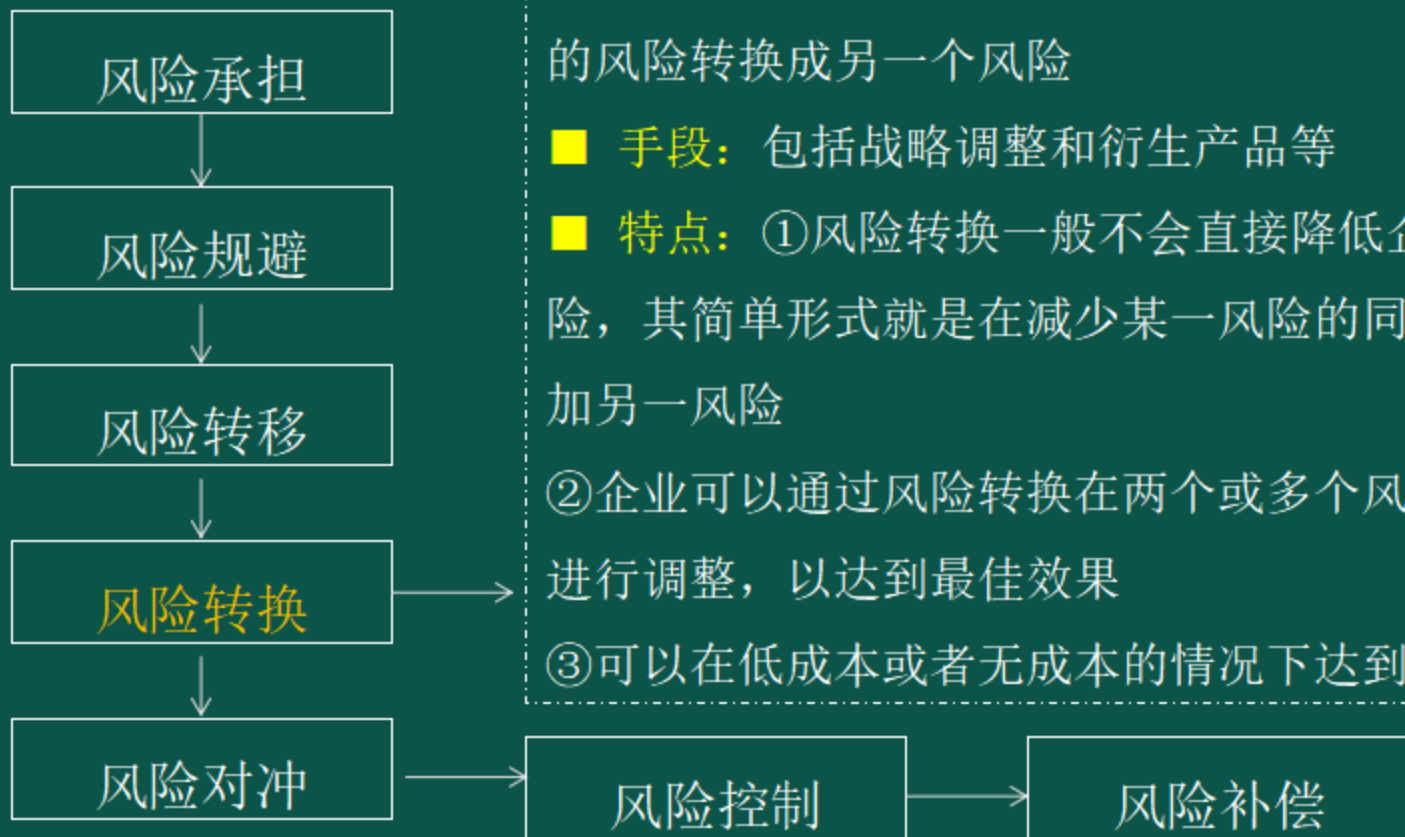 风险承担
风险规避
风险转移
风险转换
风险对冲
的风险转换成另一个风险
■ 手段：包括战略调整和衍生产品等
■ 特点：①风险转换一般不会直接降低企
险，其简单形式就是在减少某一风险的同
加另一风险
②企业可以通过风险转换在两个或多个风
进行调整，以达到最佳效果
③可以在低成本或者无成本的情况下达到
风险控制
风险补偿